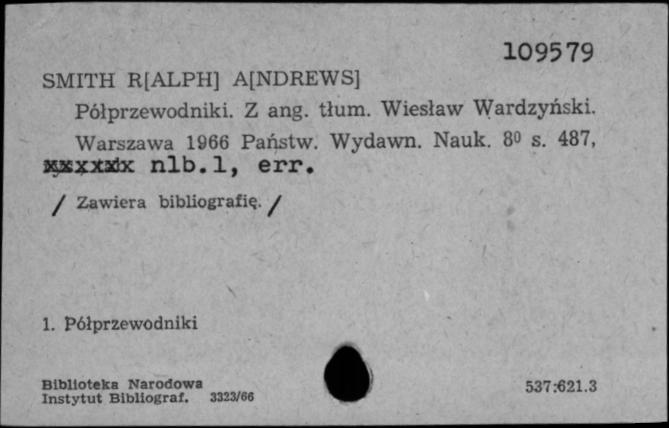 109579
SMITH R[ALPH] A[NDREWS]
Półprzewodniki. Z ang. tłum. Wiesław Wardzyński.
Warszawa 1966 Państw. Wydawn. Nauk. 8⁰ s. 487,
nlb.1, err.
/ Zawiera bibliografię. /
1. Półprzewodniki
Biblioteka Narodowa
Instytut Bibliograf. 3323/66
537:621.3